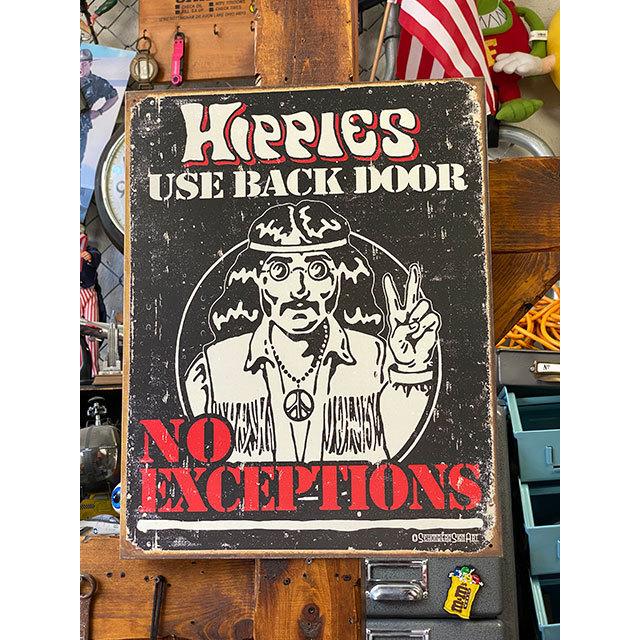 HiPPiES
USE BACK DOOR
NO
EXCEPTIONS
m&m's